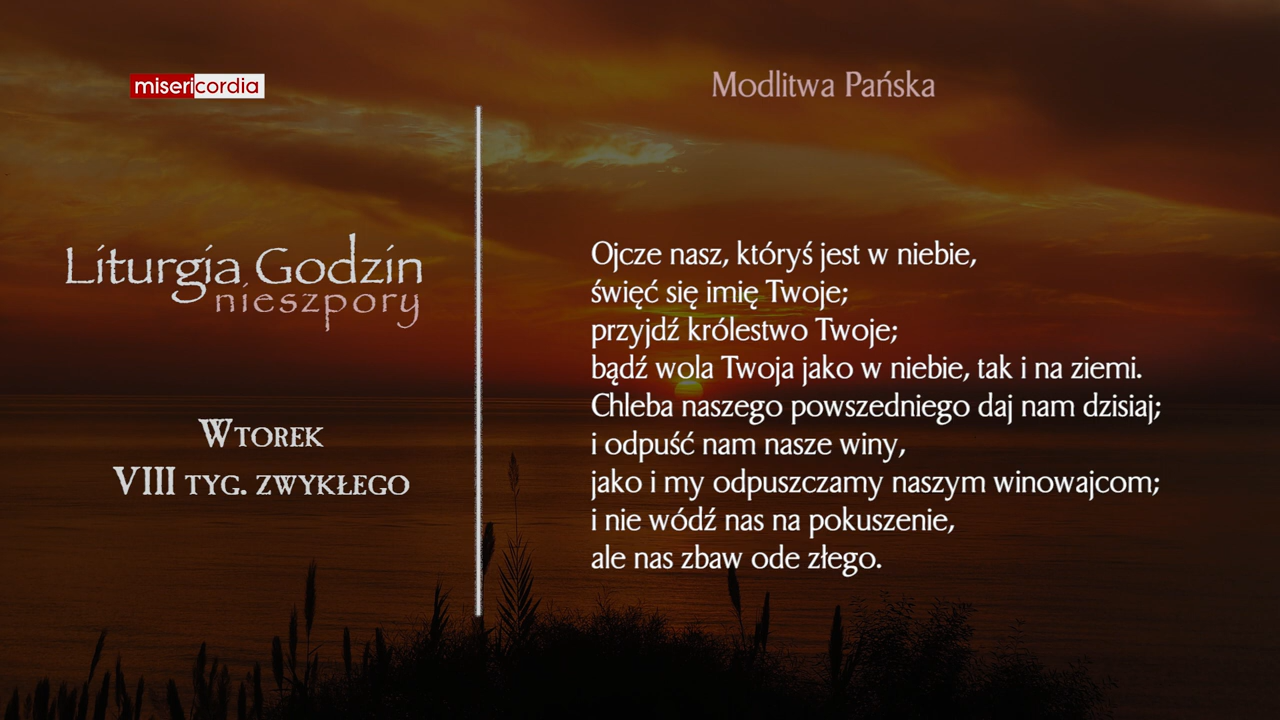 misericordia
Liturgia Godzin
nieszpory
Wtorek
VIII tyg. zwykłego
Modlitwa Pańska
Ojcze nasz, któryś jest w niebie,
święć się imię Twoje;
przyjdź królestwo Twoje;
bądź wola Twoja jako w niebie, tak i na ziemi.
Chleba naszego powszedniego daj nam dzisiaj;
i odpuść nam nasze winy,
jako i my odpuszczamy naszym winowajcom;
i nie wódź nas na pokuszenie,
ale nas zbaw ode złego.